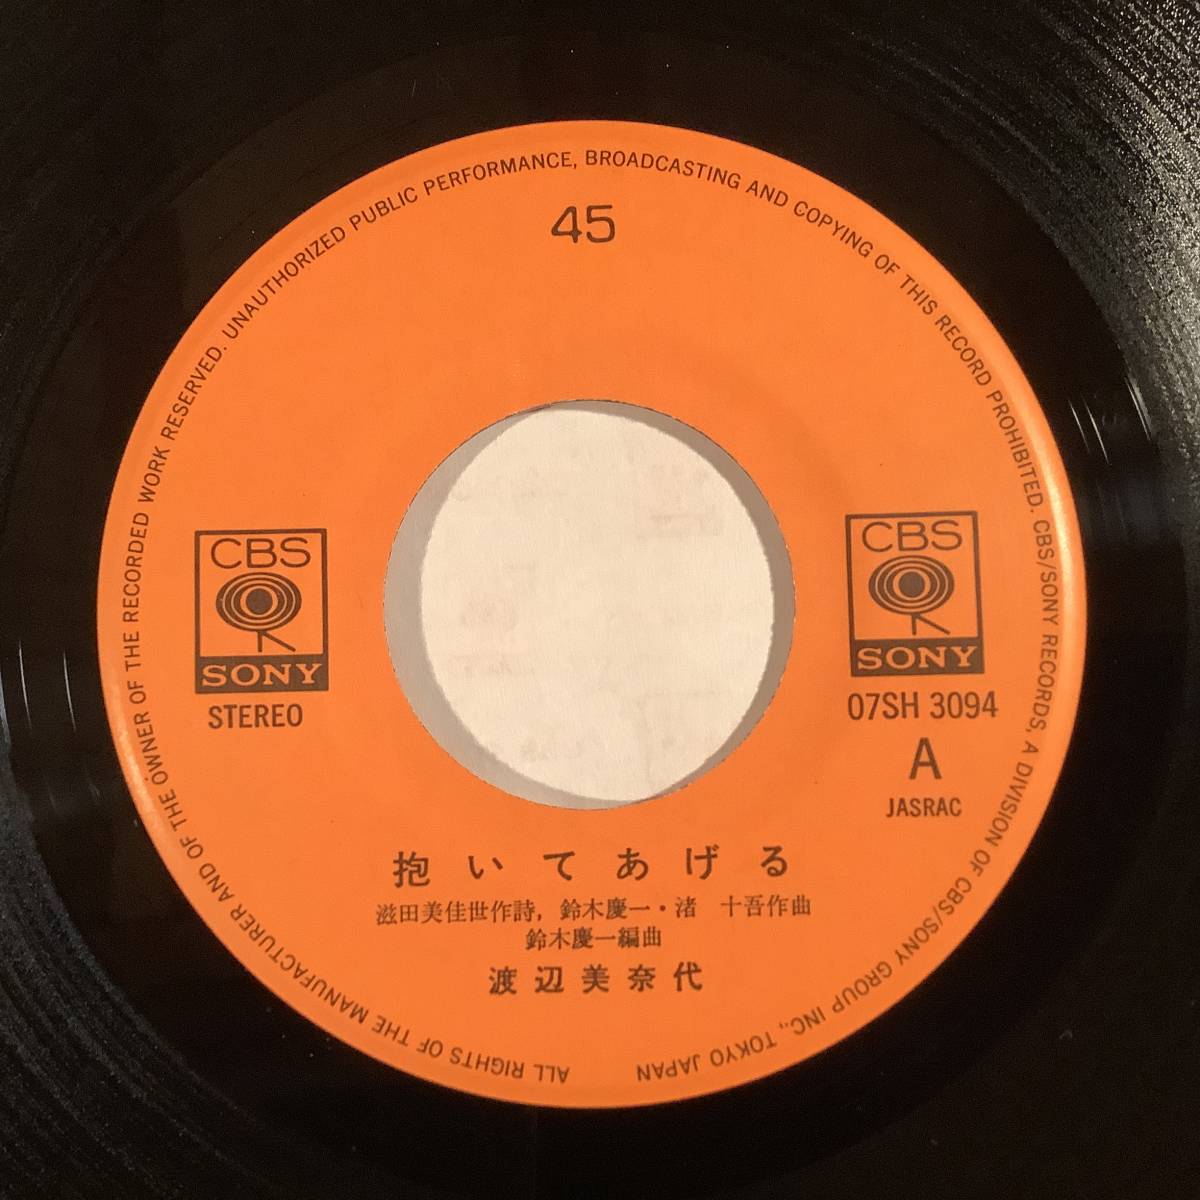 ALL RIGHTS OF THE MANUFACTURER AND OF THE OWNER OF THE RECORDED WORK RESERVED. UNAUTHORIZED PUBLIC PERFORMANCE, BROADCASTING AND COPYING OF THIS RECORD PROHIBITED. CBS/SONY RECORDS, A DIVISION OF CBS/SONY GROUP INC., TOKYO JAPAN
45
CBS
SONY
STEREO
CBS
SONY
07SH 3094
A
JASRAC
抱いてあげる
滋田美佳世作詩, 鈴木慶一・渚 十吾作曲
鈴木慶一編曲
渡辺美奈代